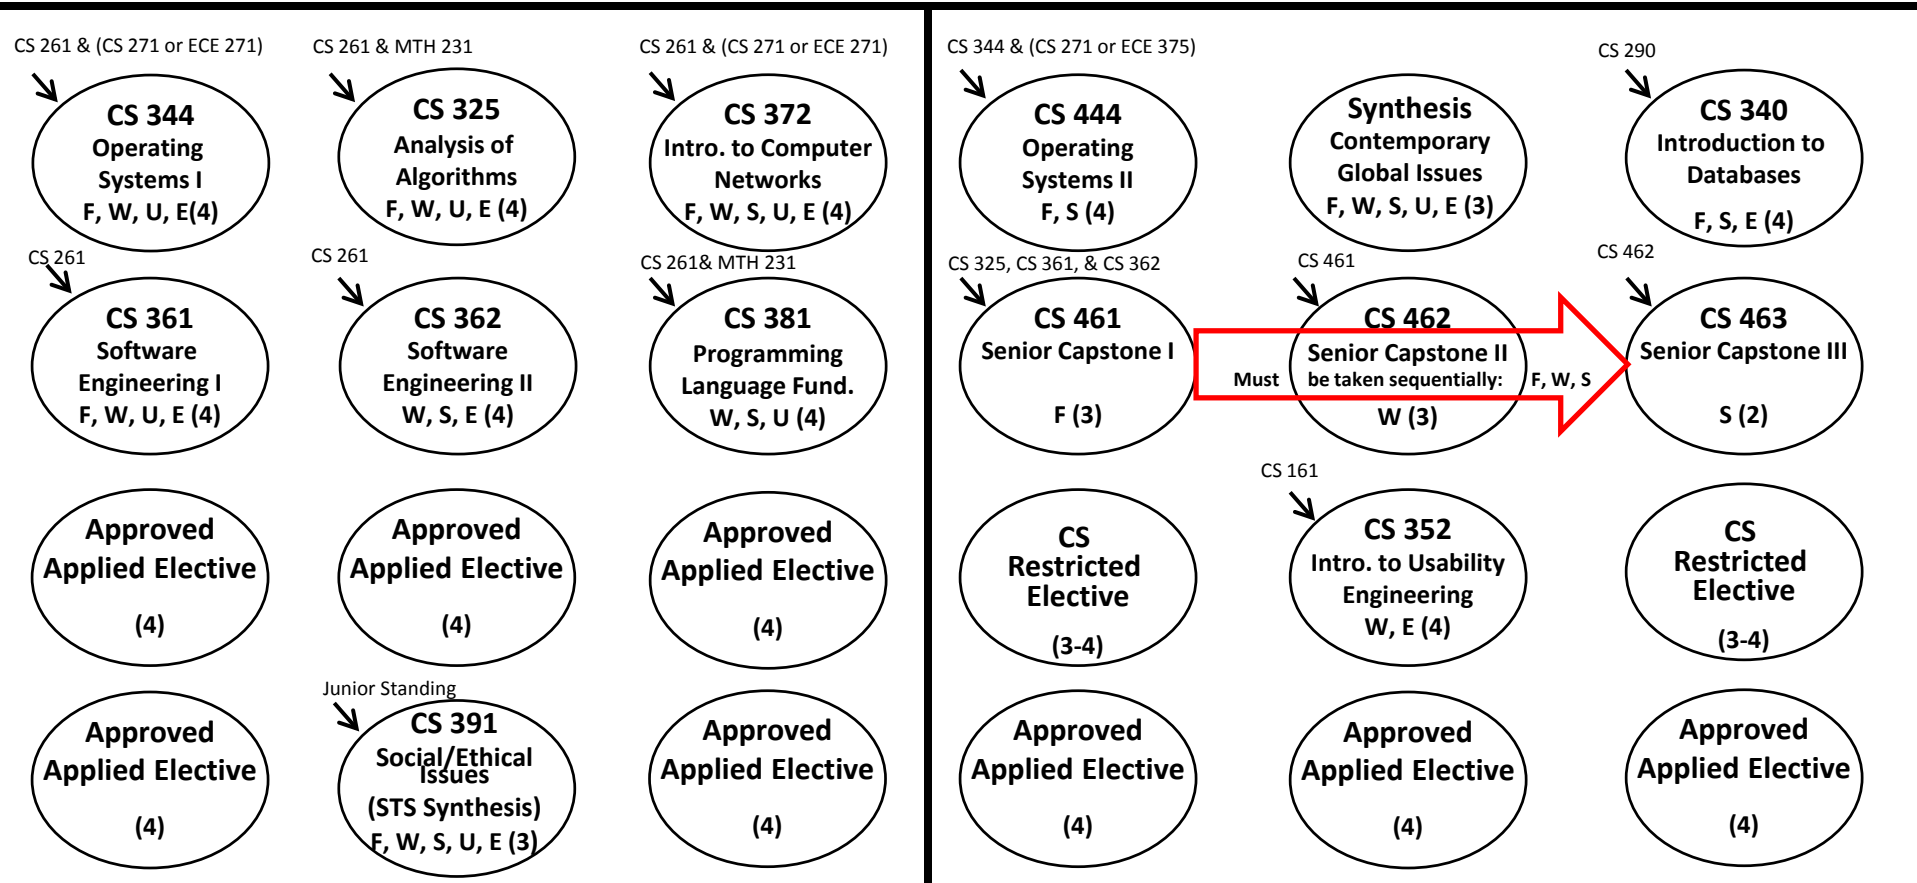 CS 261 & (CS 271 or ECE 271)
CS 344
Operating
Systems I
F, W, U, E(4)
CS 261 & MTH 231
CS 325
Analysis of
Algorithms
F, W, U, E (4)
CS 261 & (CS 271 or ECE 271)
CS 372
Intro. to Computer
Networks
F, W, S, U, E (4)
CS 344 & (CS 271 or ECE 375)
CS 444
Operating
Systems II
F, S (4)
Synthesis
Contemporary
Global Issues
F, W, S, U, E (3)
CS 290
CS 340
Introduction to
Databases
F, S, E (4)
CS 261
CS 361
Software
Engineering I
F, W, U, E (4)
CS 261
CS 362
Software
Engineering II
W, S, E (4)
CS 261& MTH 231
CS 381
Programming
Language Fund.
W, S, U (4)
CS 325, CS 361, & CS 362
CS 461
Senior Capstone I
F (3)
CS 461
CS 462
Senior Capstone II
Must be taken sequentially: F, W, S
W (3)
CS 462
CS 463
Senior Capstone III
S (2)
Approved
Applied Elective
(4)
Approved
Applied Elective
(4)
Approved
Applied Elective
(4)
CS
Restricted
Elective
(3-4)
CS 161
CS 352
Intro. to Usability
Engineering
W, E (4)
CS
Restricted
Elective
(3-4)
Approved
Applied Elective
(4)
Junior Standing
CS 391
Social/Ethical
Issues
(STS Synthesis)
F, W, S, U, E (3)
Approved
Applied Elective
(4)
Approved
Applied Elective
(4)
Approved
Applied Elective
(4)
Approved
Applied Elective
(4)